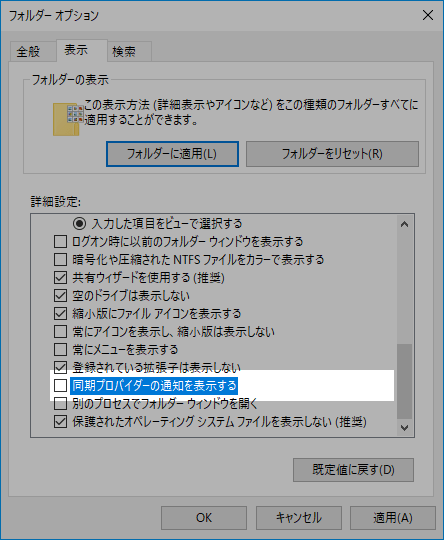 フォルダー オプション
全般
表示
検索
フォルダーの表示
この表示方法 (詳細表示やアイコンなど) をこの種類のフォルダーすべてに
適用することができます。
フォルダーに適用(L)
フォルダーをリセット(R)
詳細設定:
入力した項目をビューで選択する
ログオン時に以前のフォルダー ウィンドウを表示する
暗号化や圧縮された NTFS ファイルをカラーで表示する
共有ウィザードを使用する (推奨)
空のドライブは表示しない
縮小版にファイル アイコンを表示する
常にアイコンを表示し、縮小版は表示しない
常にメニューを表示する
登録されている拡張子は表示しない
同期プロバイダーの通知を表示する
別のプロセスでフォルダー ウィンドウを開く
保護されたオペレーティング システム ファイルを表示しない (推奨)
既定値に戻す(D)
OK
キャンセル
適用(A)